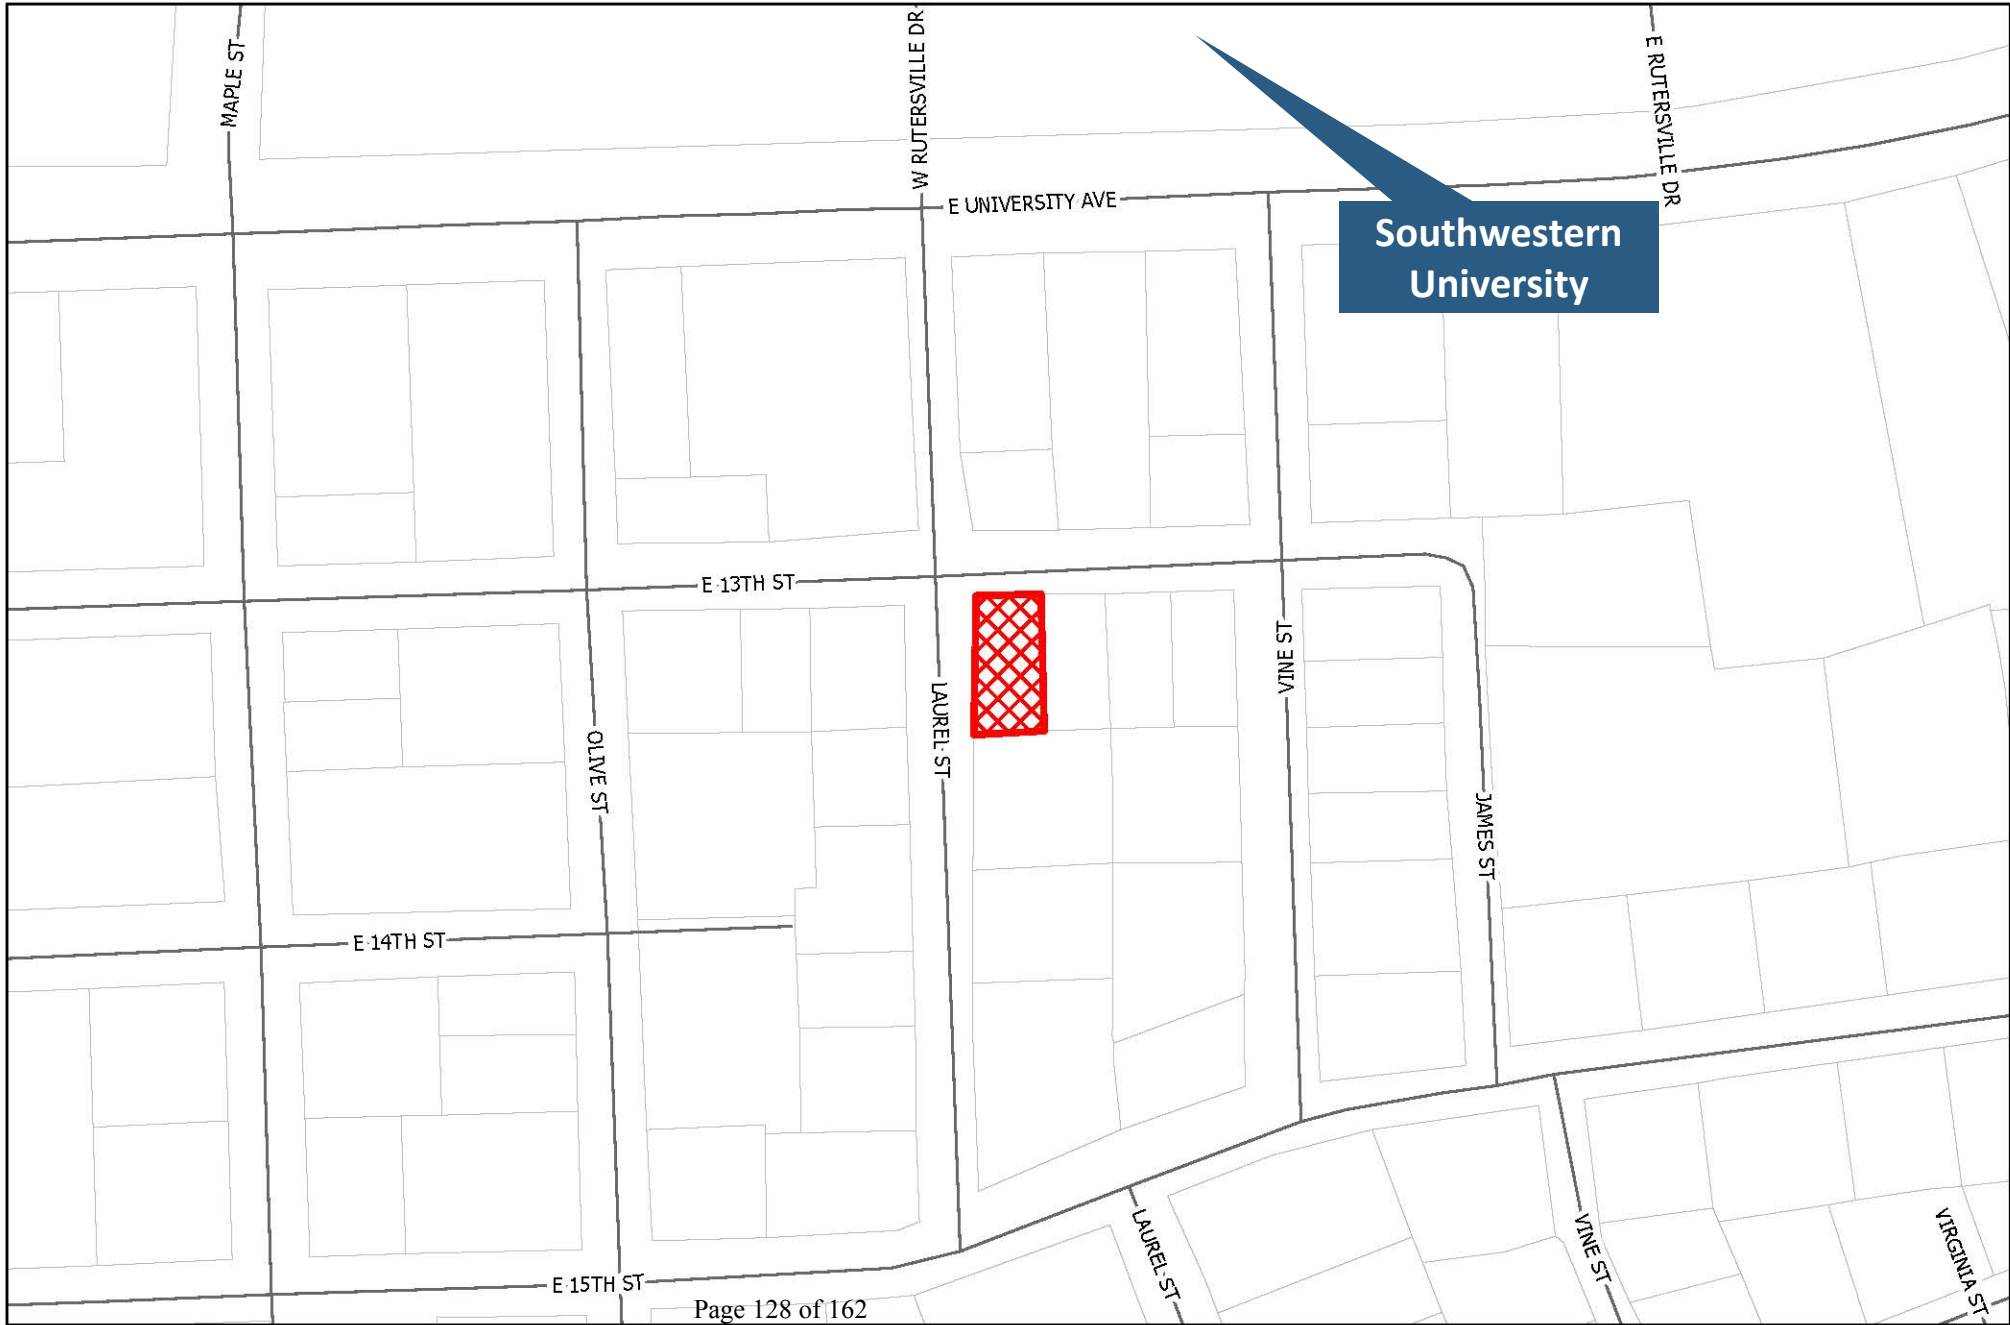 MAPLE ST
W RUTERSVILLE DR
E RUTERSVILLE DR
E UNIVERSITY AVE
Southwestern
University
E 13TH ST
VINE ST
LAUREL ST
OLIVE ST
JAMES ST
E 14TH ST
LAUREL ST
VINE ST
VIRGINIA ST
E 15TH ST
Page 128 of 162